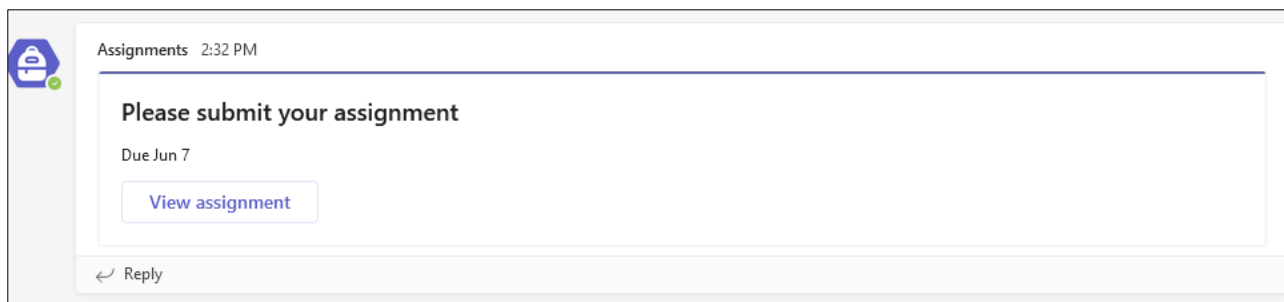 Assignments 2:32 PM
Please submit your assignment
Due Jun 7
View assignment
Reply